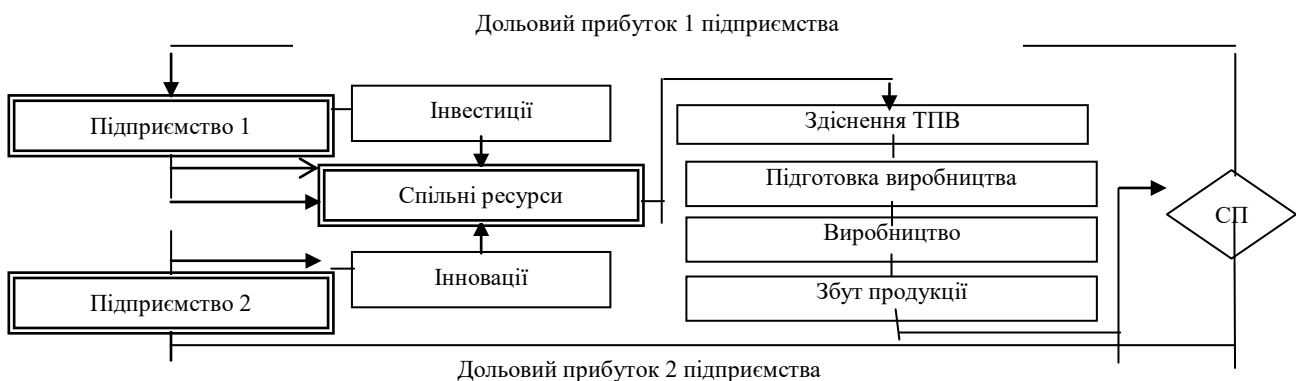 Дольовий прибуток 1 підприємства
Підприємство 1
Інвестиції
Спільні ресурси
Підприємство 2
Інновації
Здіснення ТПВ
Підготовка виробництва
Виробництво
Збут продукції
СП
Дольовий прибуток 2 підприємства